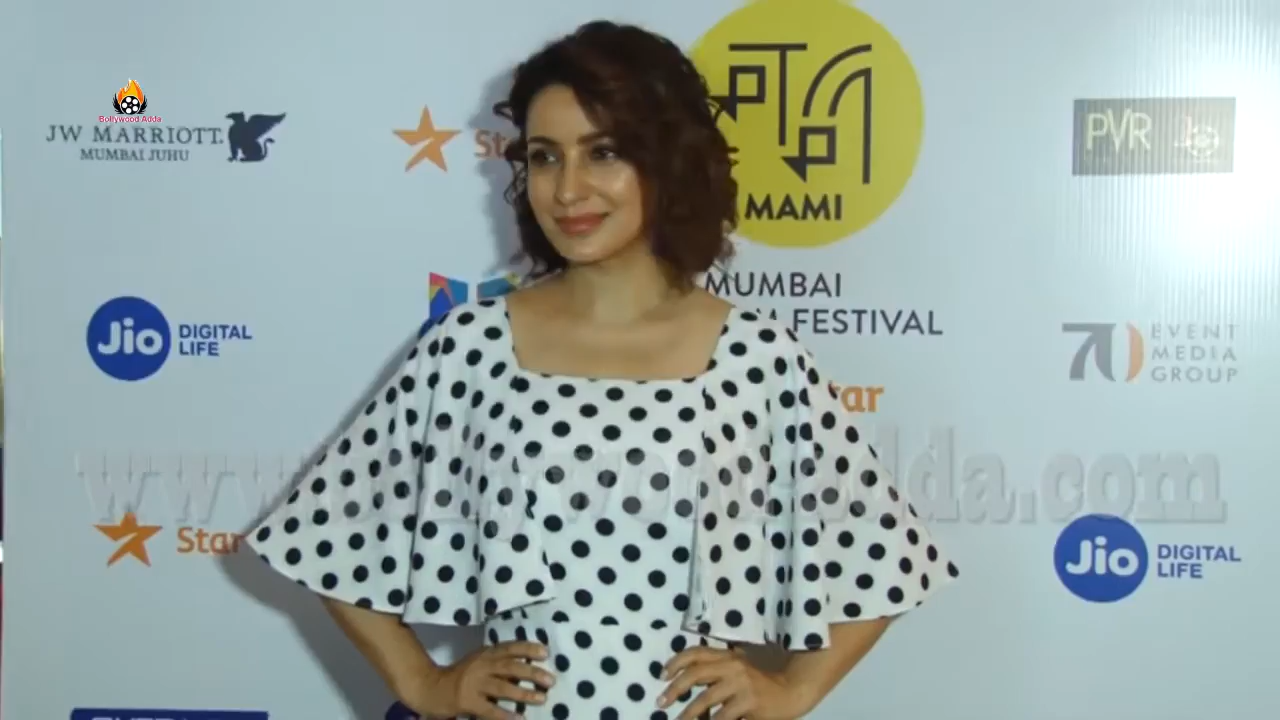 Bollywood Adda
JW MARRIOTT
MUMBAI JUHU
Star
मामी
MAMI
PVR
Jio
MUMBAI
FESTIVAL
Jio DIGITAL
LIFE
EVENT
MEDIA
GROUP
Star
Jio DIGITAL
LIFE